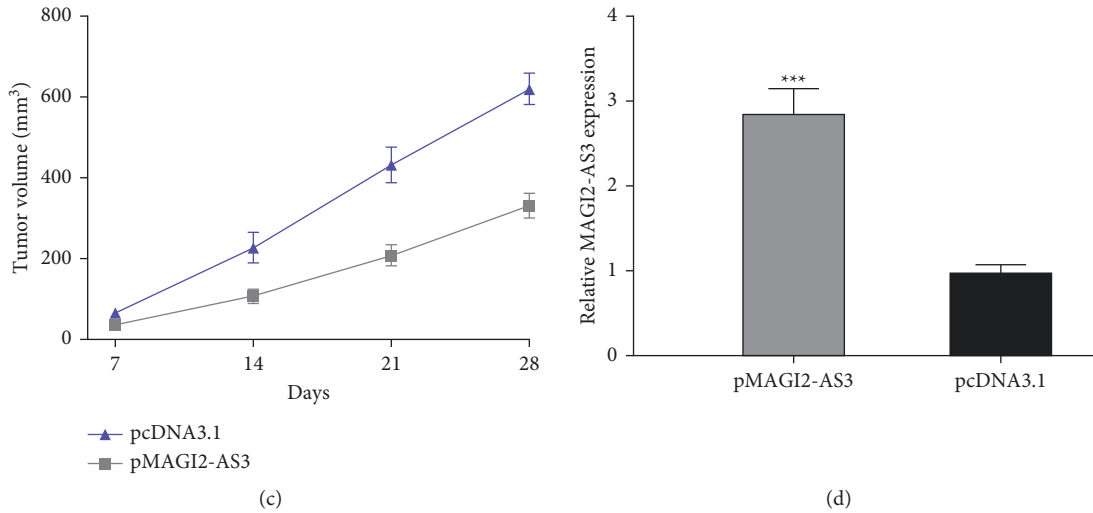 800
600
400
200
0
Tumor volume (mm³)
7
14
21
28
Days
pcDNA3.1
pMAGI2-AS3
(c)
4
3
2
1
0
Relative MAGI2-AS3 expression
***
pMAGI2-AS3
pcDNA3.1
(d)